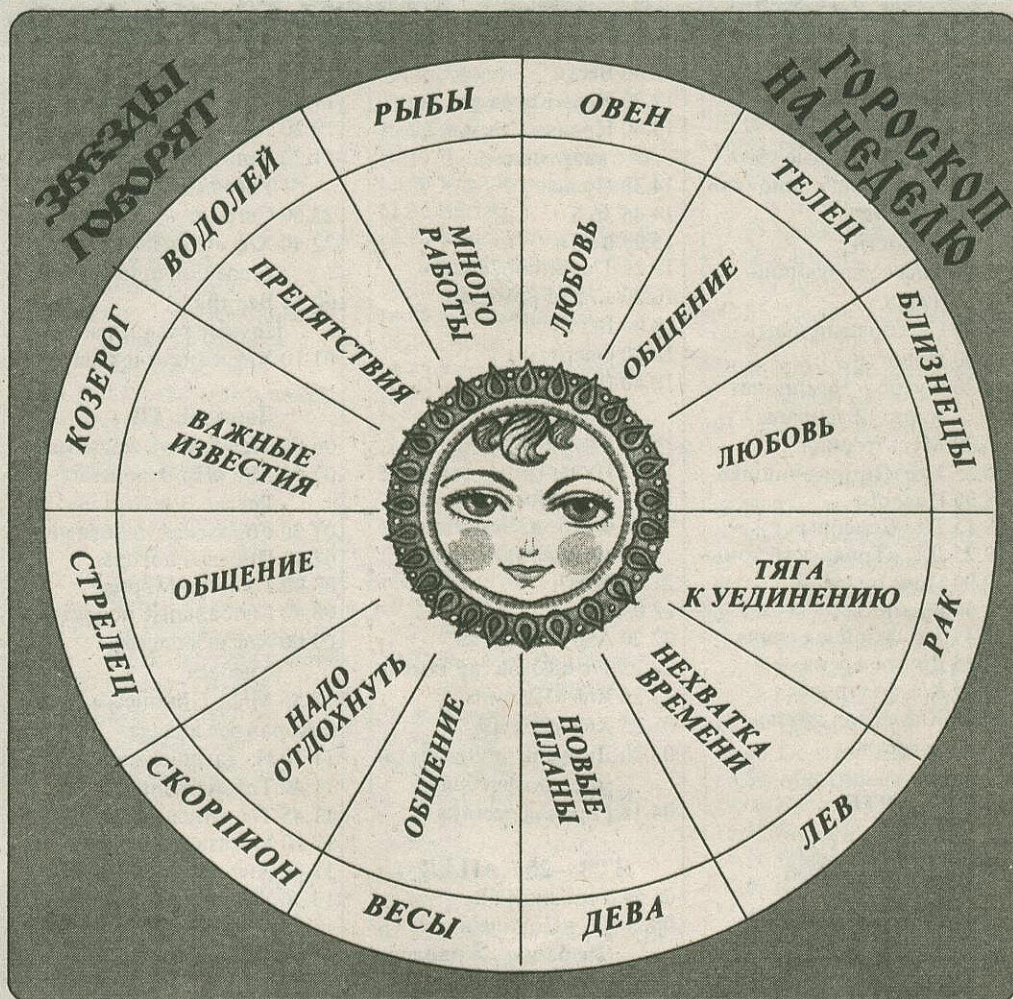 ЗВЕЗДЫ
ГОВОРЯТ
ГОРОСКОП
НА НЕДЕЛЮ
ОВЕН
ЛЮБОВЬ
ТЕЛЕЦ
ОБЩЕНИЕ
БЛИЗНЕЦЫ
ЛЮБОВЬ
РАК
ТЯГА
К УЕДИНЕНИЮ
ЛЕВ
НЕХВАТКА
ВРЕМЕНИ
ДЕВА
НОВЫЕ
ПЛАНЫ
ВЕСЫ
ОБЩЕНИЕ
СКОРПИОН
НАДО
ОТДОХНУТЬ
СТРЕЛЕЦ
ОБЩЕНИЕ
КОЗЕРОГ
ВАЖНЫЕ
ИЗВЕСТИЯ
ВОДОЛЕЙ
ПРЕПЯТСТВИЯ
РЫБЫ
МНОГО
РАБОТЫ